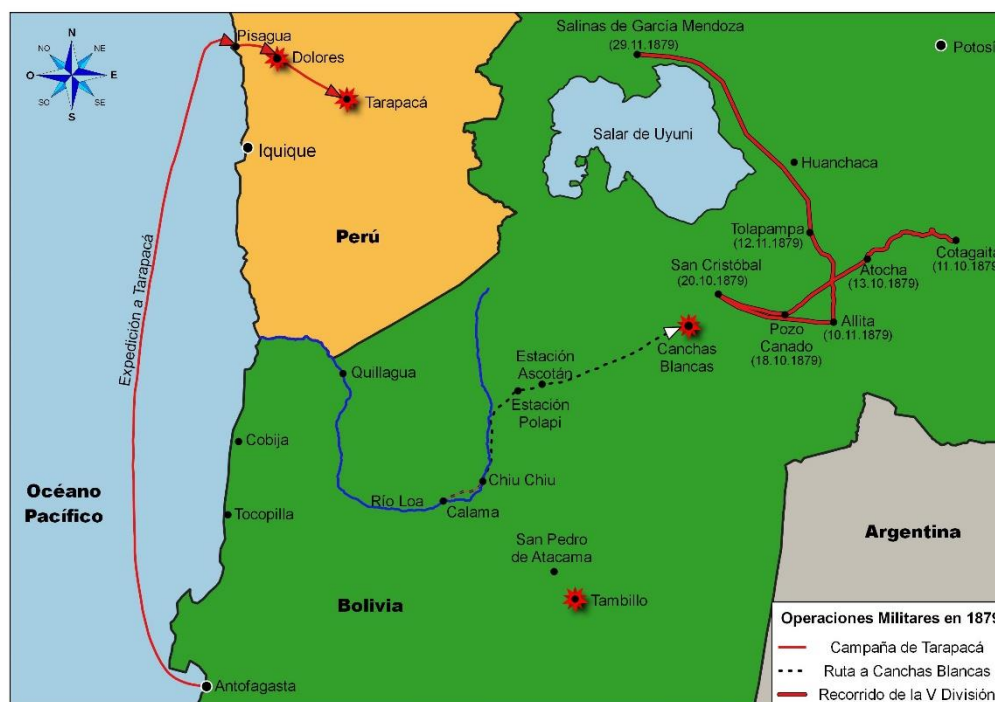 N
NO
NE
O
E
SO
SE
S
Pisagua
Dolores
Tarapacá
Iquique
Perú
Salinas de Garcia Mendoza
(29.11.1879)
Potosí
Salar de Uyuni
Huanchaca
Tolapampa
(12.11.1879)
Cotagaita
(11.10.1879)
Atocha
(13.10.1879)
San Cristóbal
(20.10.1879)
Pozo
Canado
(18.10.1879)
Allita
(10.11.1879)
Canchas
Blancas
Expedición a Tarapacá
Estación
Ascotán
Estación
Polapi
Quillagua
Cobija
Tocopilla
Océano
Pacífico
Río Loa
Calama
Chiu Chiu
San Pedro
de Atacama
Tambillo
Bolivia
Argentina
Antofagasta
Operaciones Militares en 1879
Campaña de Tarapacá
Ruta a Canchas Blancas
Recorrido de la V División